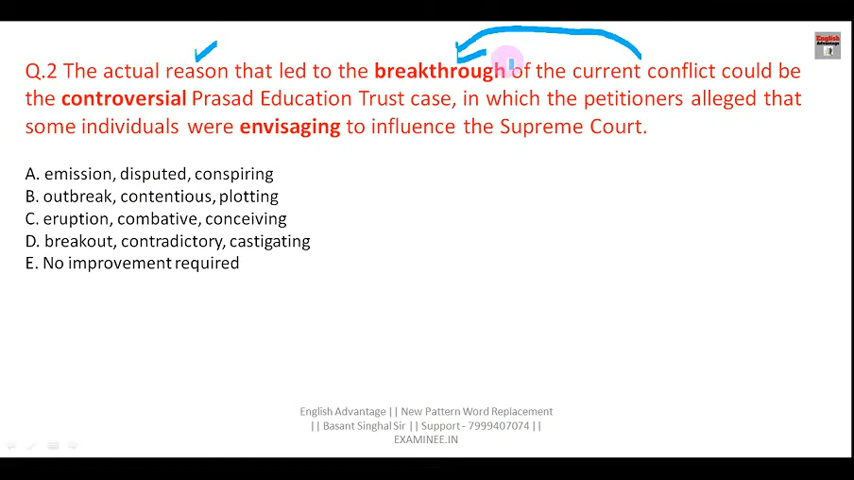 English
Advantage
Q.2 The actual reason that led to the breakthrough of the current conflict could be
the controversial Prasad Education Trust case, in which the petitioners alleged that
some individuals were envisaging to influence the Supreme Court.
A. emission, disputed, conspiring
B. outbreak, contentious, plotting
C. eruption, combative, conceiving
D. breakout, contradictory, castigating
E. No improvement required
English Advantage || New Pattern Word Replacement
|| Basant Singhal Sir || Support - 7999407074 ||
EXAMINEE.IN